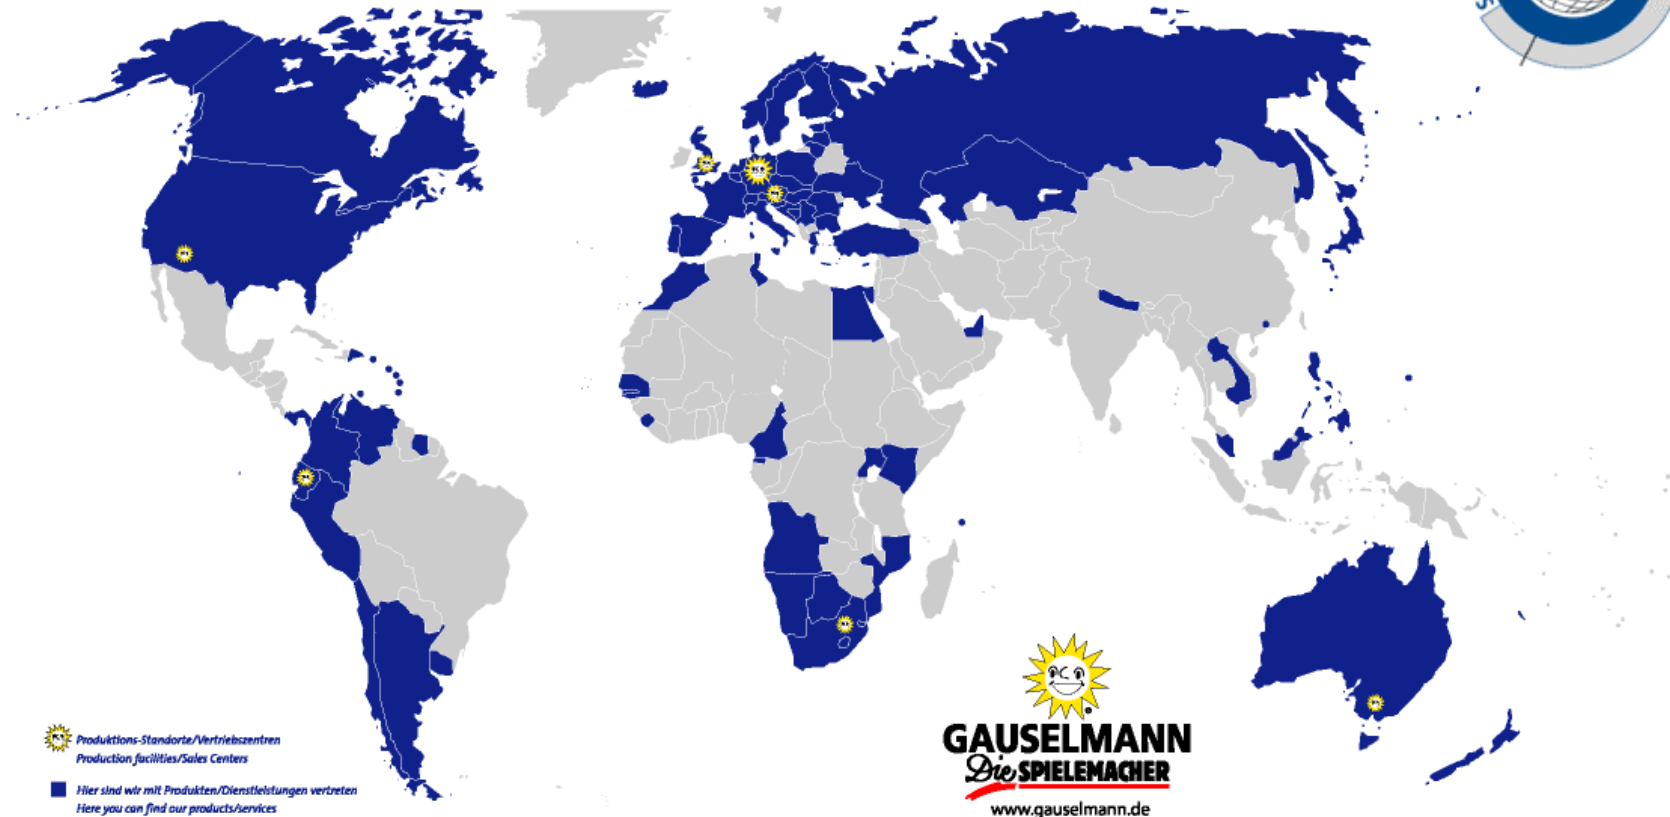 S
Produktions-Standorte/Vertriebszentren
Production facilities/Sales Centers
Hier sind wir mit Produkten/Dienstleistungen vertreten
Here you can find our products/services
GAUSELMANN
Die SPIELEMACHER
www.gauselmann.de